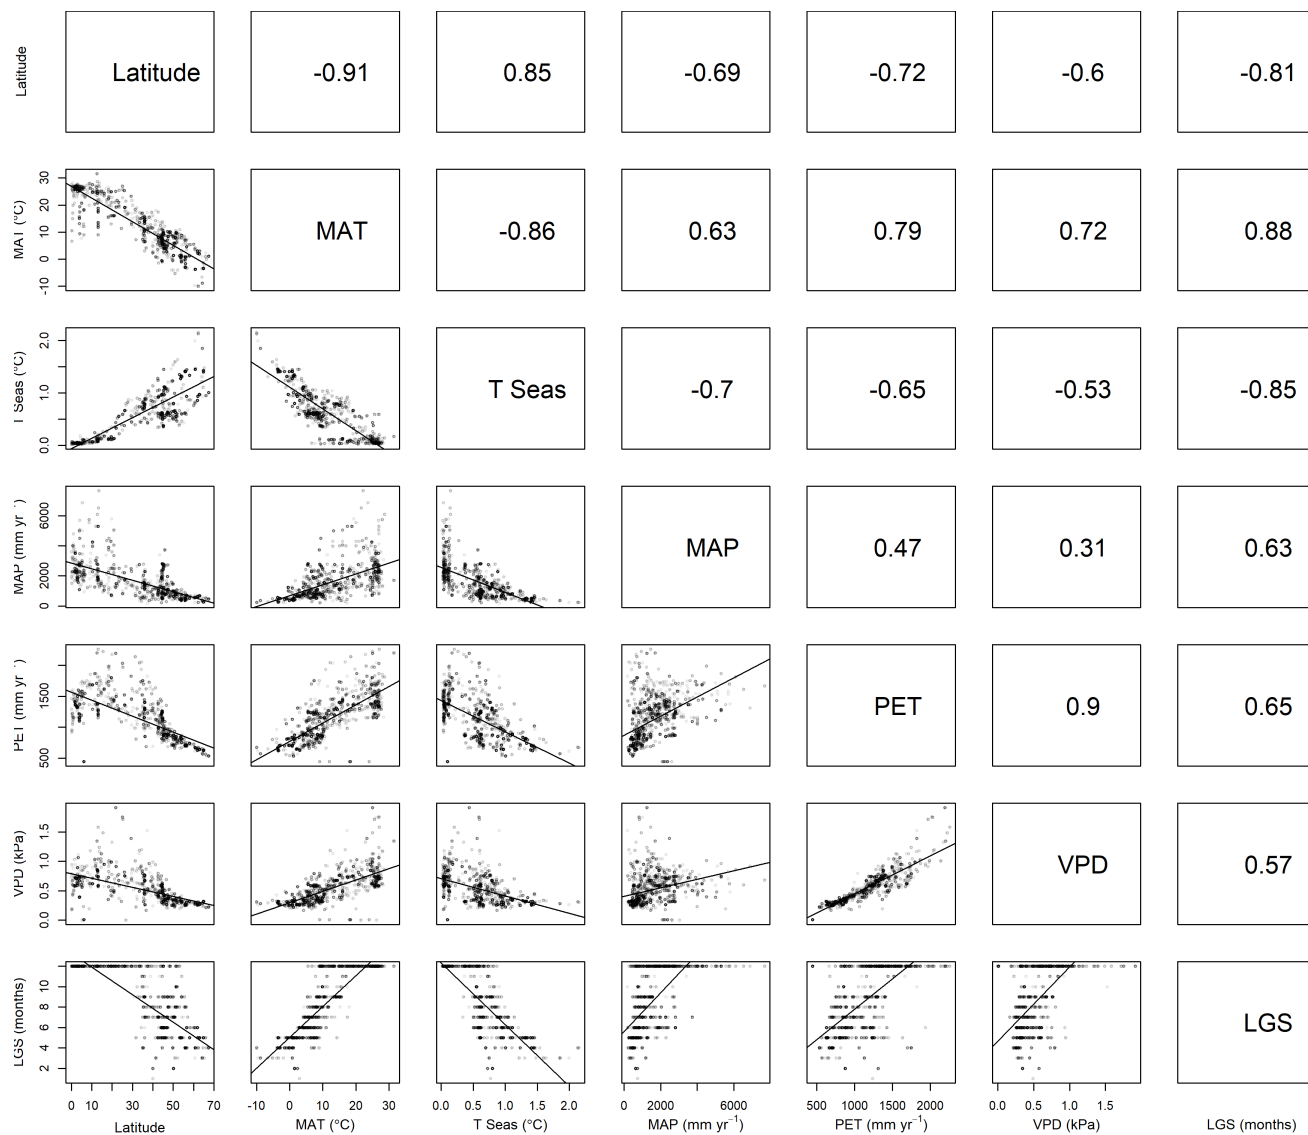 Latitude
Latitude
-0.91
0.85
-0.69
-0.72
-0.6
-0.81
MAT (°C)
-10 0 10 20 30
MAT
-0.86
0.63
0.79
0.72
0.88
T Seas (°C)
0.0 1.0 2.0
T Seas
-0.7
-0.65
-0.53
-0.85
MAP (mm yr⁻¹)
0 2000 6000
MAP
0.47
0.31
0.63
PET (mm yr⁻¹)
500 1500
PET
0.9
0.65
VPD (kPa)
0.0 0.5 1.0 1.5
VPD
0.57
LGS (months)
2 4 6 8 10
LGS
0 10 30 50 70
-10 0 10 20 30
0.0 0.5 1.0 1.5 2.0
0 2000 6000
500 1000 1500 2000
0.0 0.5 1.0 1.5
Latitude
MAT (°C)
T Seas (°C)
MAP (mm yr⁻¹)
PET (mm yr⁻¹)
VPD (kPa)
LGS (months)